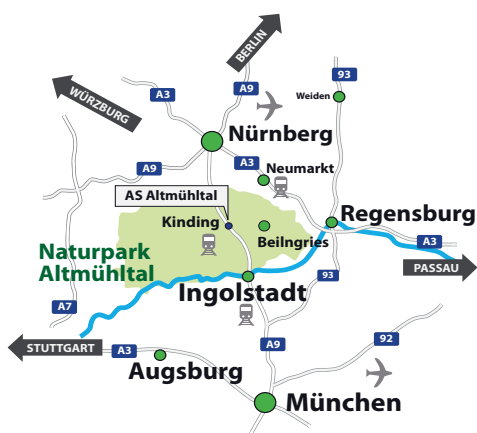 BERLIN
A3
A9
93
WÜRZBURG
Weiden
Nürnberg
A9
A3
Neumarkt
AS Altmühltal
Kinding
Regensburg
Beilngries
A3
Naturpark
Altmühltal
PASSAU
93
Ingolstadt
A7
92
A9
STUTTGART
A3
Augsburg
München